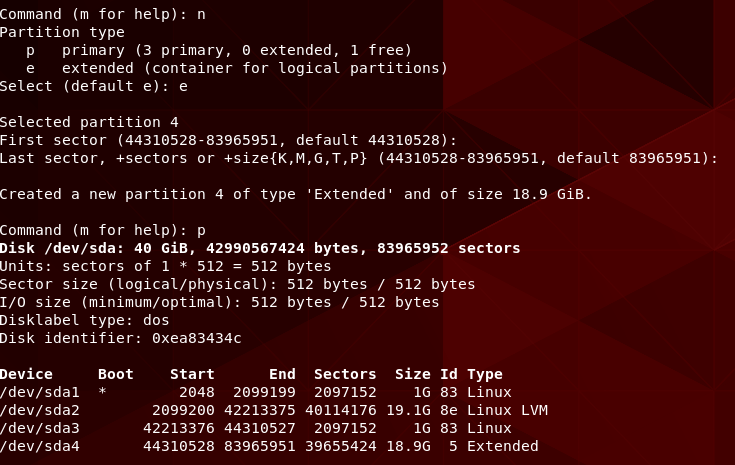 Command (m for help): n
Partition type
   p   primary (3 primary, 0 extended, 1 free)
   e   extended (container for logical partitions)
Select (default e): e

Selected partition 4
First sector (44310528-83965951, default 44310528):
Last sector, +sectors or +size{K,M,G,T,P} (44310528-83965951, default 83965951):

Created a new partition 4 of type 'Extended' and of size 18.9 GiB.

Command (m for help): p
Disk /dev/sda: 40 GiB, 42990567424 bytes, 83965952 sectors
Units: sectors of 1 * 512 = 512 bytes
Sector size (logical/physical): 512 bytes / 512 bytes
I/O size (minimum/optimal): 512 bytes / 512 bytes
Disklabel type: dos
Disk identifier: 0xea83434c

Device     Boot    Start      End  Sectors  Size Id Type
/dev/sda1  *        2048  2099199  2097152    1G 83 Linux
/dev/sda2        2099200 42213375 40114176 19.1G 8e Linux LVM
/dev/sda3       42213376 44310527  2097152    1G 83 Linux
/dev/sda4       44310528 83965951 39655424 18.9G  5 Extended